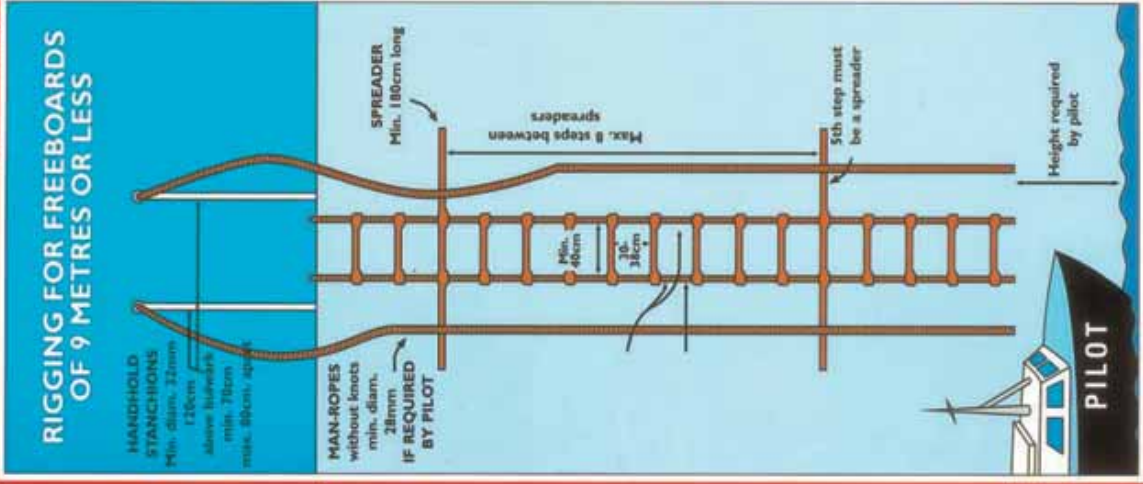 RIGGING FOR FREEBOARDS
OF 9 METRES OR LESS
HANDHOLD
STANCHIONS
Min. diam. 32mm
120cm
above bulwark
min. 70cm
max. 80cm. apart
MAN-ROPES
without knots
min. diam.
28mm
IF REQUIRED
BY PILOT
SPREADER
Min. 180cm long
Max. 8 steps between
spreaders
Min.
40cm
30-
38cm
5th step must
be a spreader
Height required
by pilot
PILOT